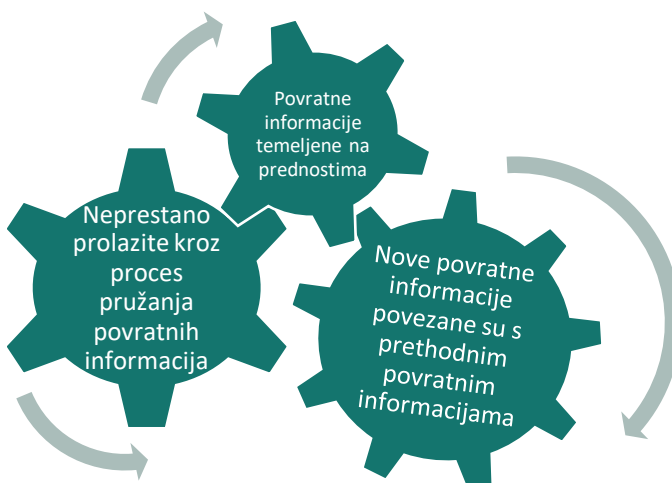 Povratne
informacije
temeljene na
prednostima
Neprestano
prolazite kroz
proces
pružanja
povratnih
informacija
Nove povratne
informacije
povezane su s
prethodnim
povratnim
informacijama